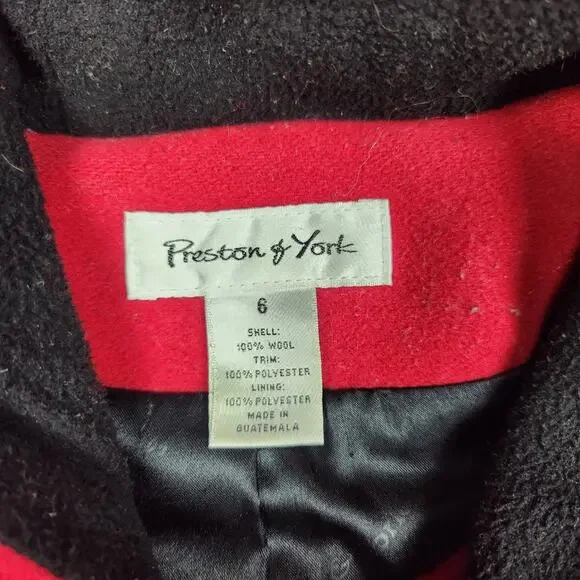 Preston & York
6
SHELL:
100% WOOL
TRIM:
100% POLYESTER
LINING:
100% POLYESTER
MADE IN
GUATEMALA